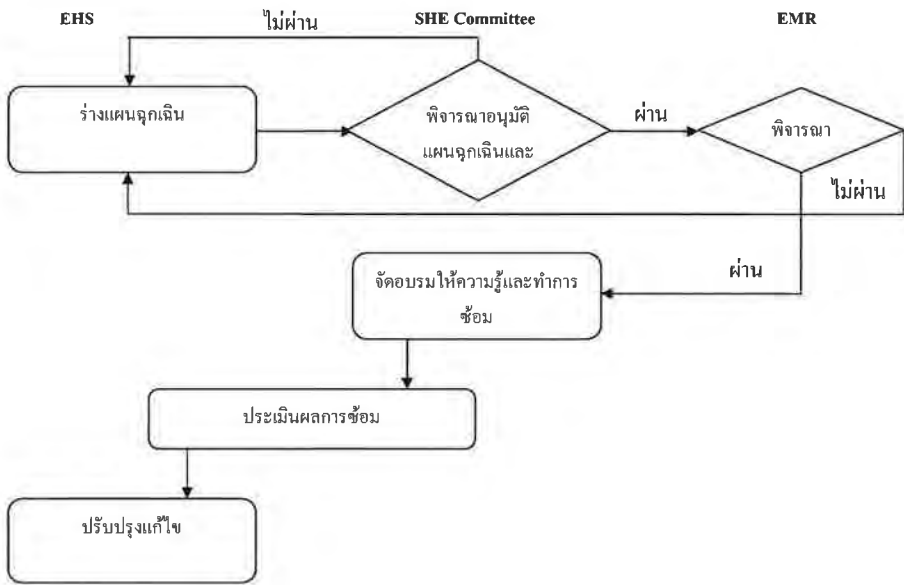 EHS SHE Committee EMR
ไม่ผ่าน
ร่างแผนฉุกเฉิน
พิจารณาอนุมัติ
แผนฉุกเฉินและ
ผ่าน
พิจารณา
ไม่ผ่าน
ผ่าน
จัดอบรมให้ความรู้และทำการ
ซ้อม
ประเมินผลการซ้อม
ปรับปรุงแก้ไข